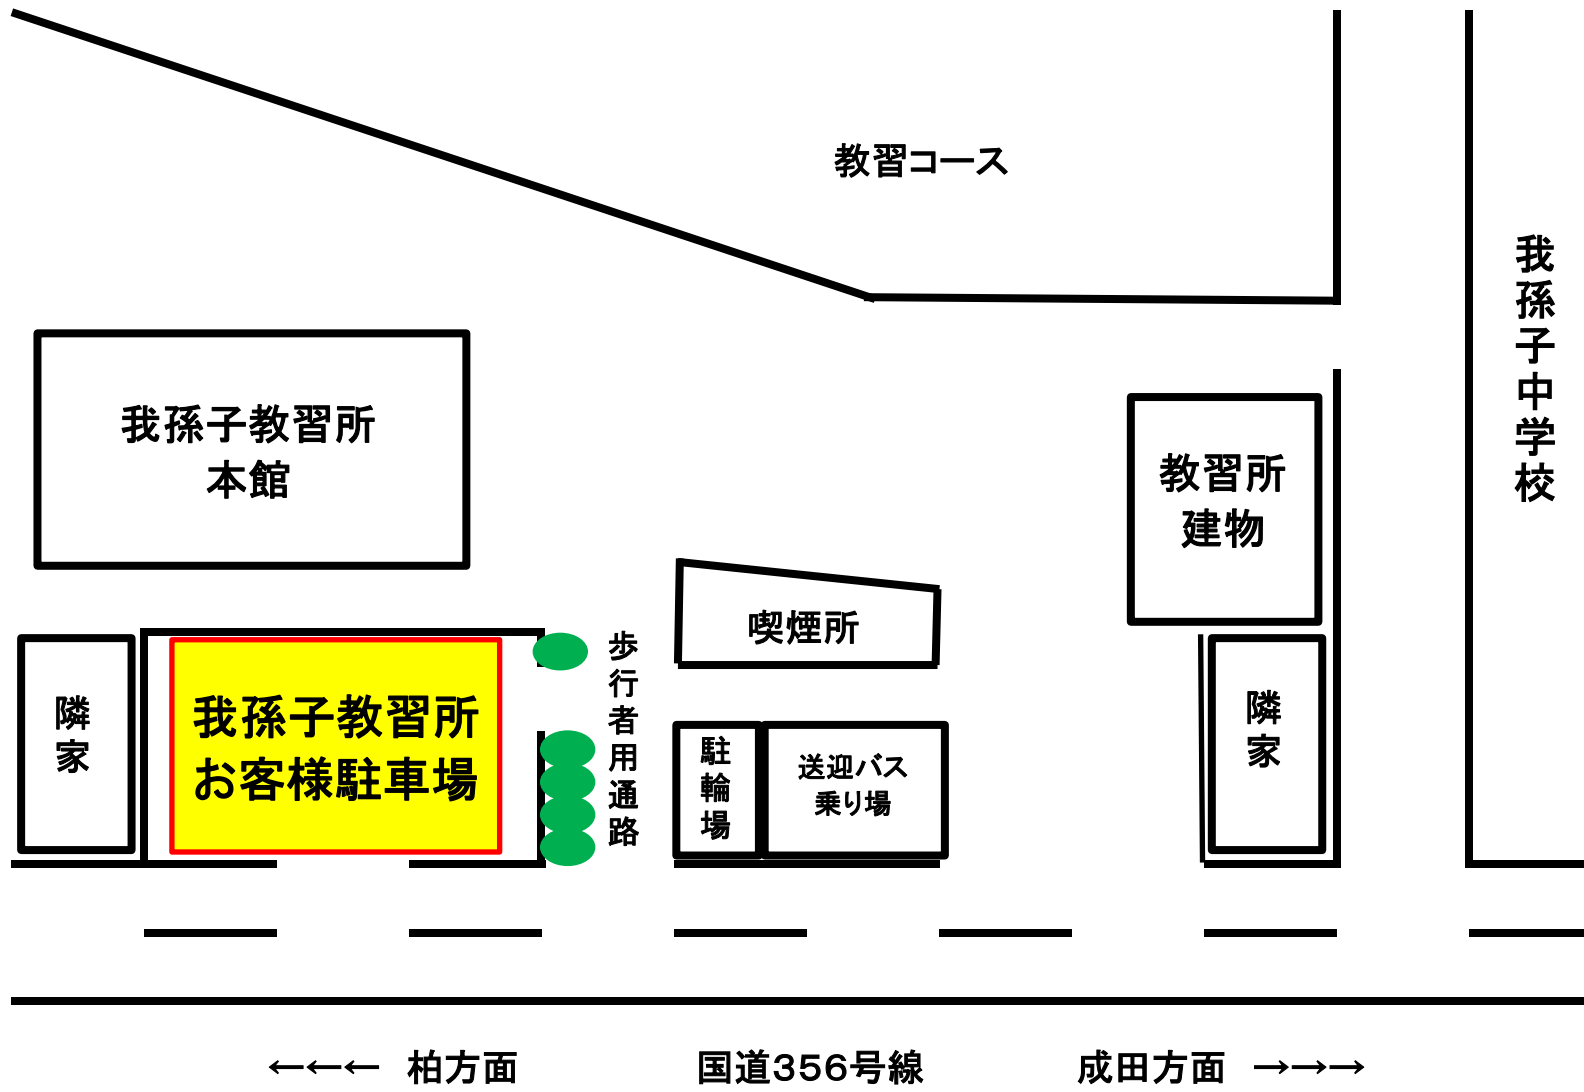 教習コース
我孫子中学校
我孫子教習所
本館
教習所
建物
喫煙所
歩行者用通路
隣家
我孫子教習所
お客様駐車場
駐輪場
送迎バス
乗り場
隣家
←←← 柏方面
国道356号線
成田方面 →→→